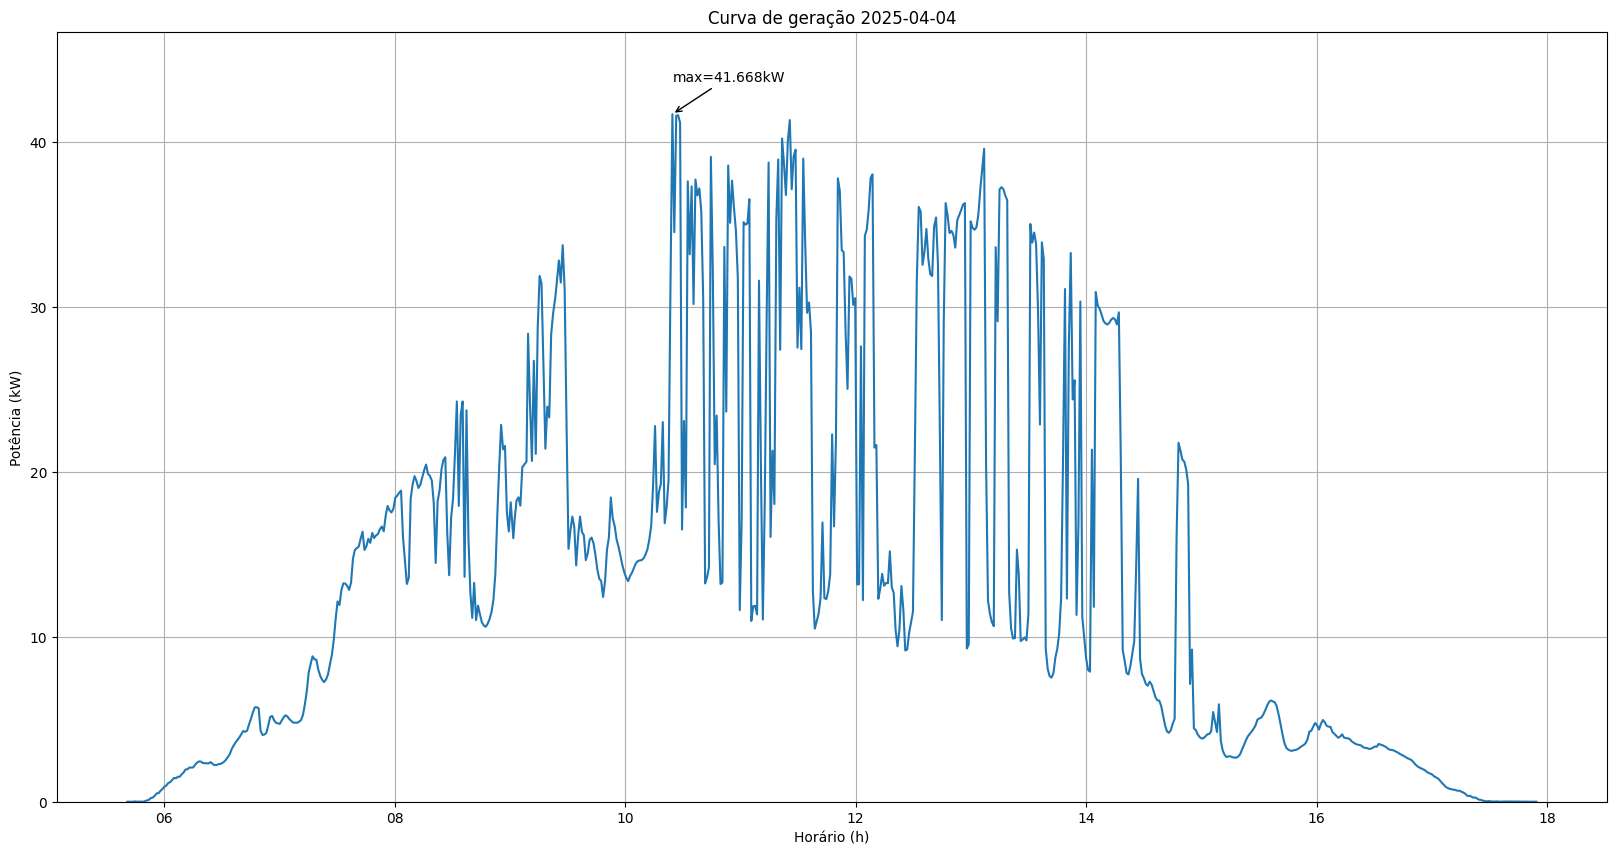 Curva de geração 2025-04-04
max=41.668kW
Potência (kW)
40
30
20
10
0
06 08 10 12 14 16 18
Horário (h)